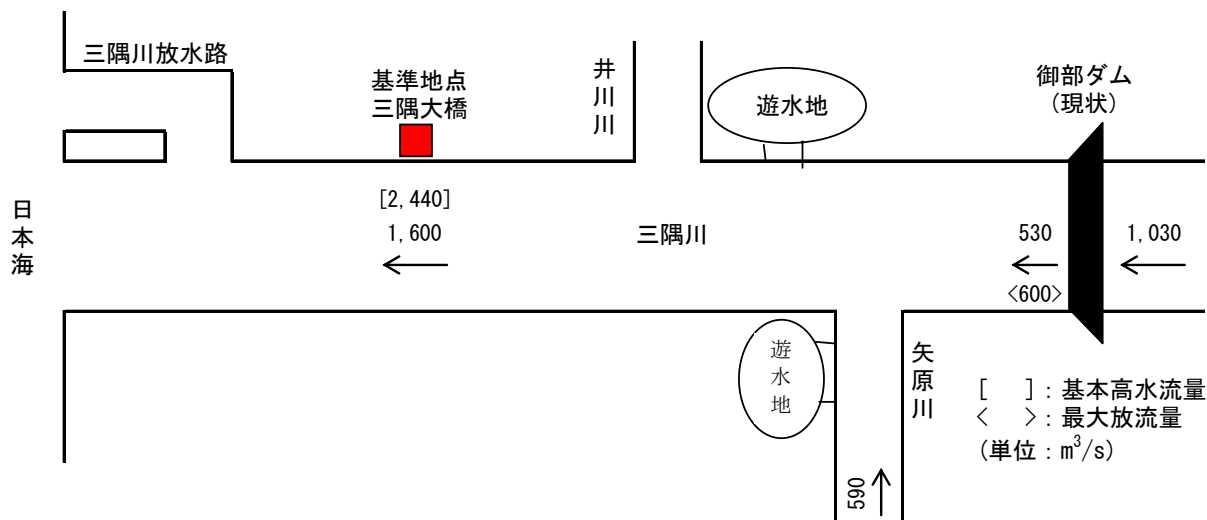 三隅川放水路
基準地点
三隅大橋
井川川
遊水地
御部ダム
(現状)
日本海
[2,440]
1,600
三隅川
530
<600>
1,030
遊水地
矢原川
590
[　]：基本高水流量
<　>：最大放流量
(単位：m³/s)